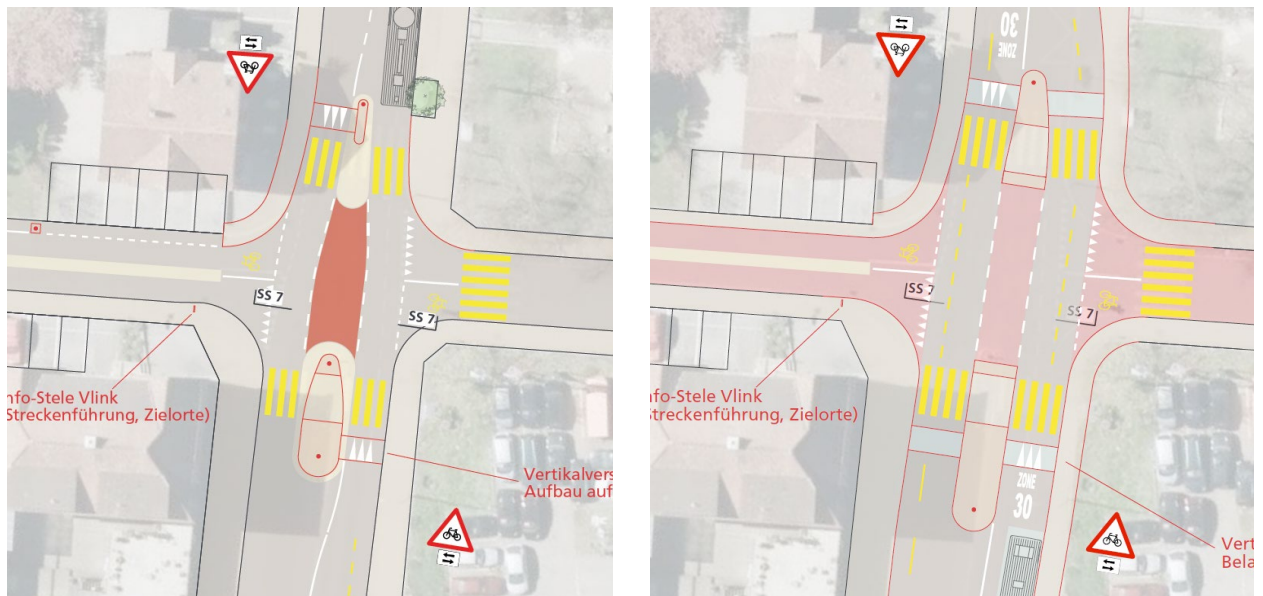 SS 7
SS 7
nfo-Stele Vlink
Streckenführung, Zielorte)
Vertikalvers
Aufbau auf
30
ZONE
SS 7
SS 7
nfo-Stele Vlink
Streckenführung, Zielorte)
ZONE
30
Vert
Bela